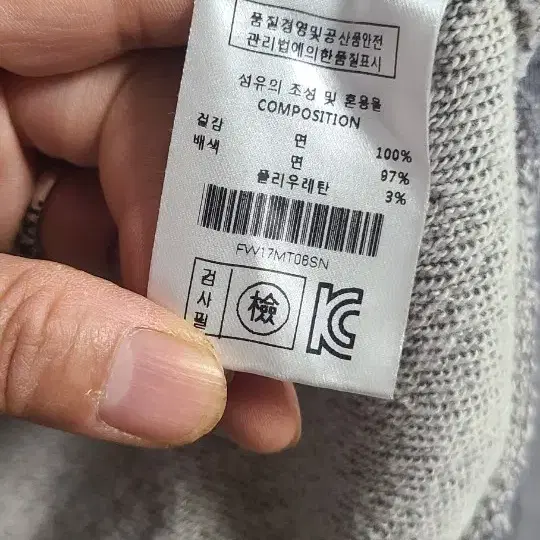 품질경영및공산품안전
관리법에의한품질표시
섬유의 조성 및 혼용율
COMPOSITION
겉감 면 100%
배색 면 97%
폴리우레탄 3%
FW17MT08SN
검사필 檢